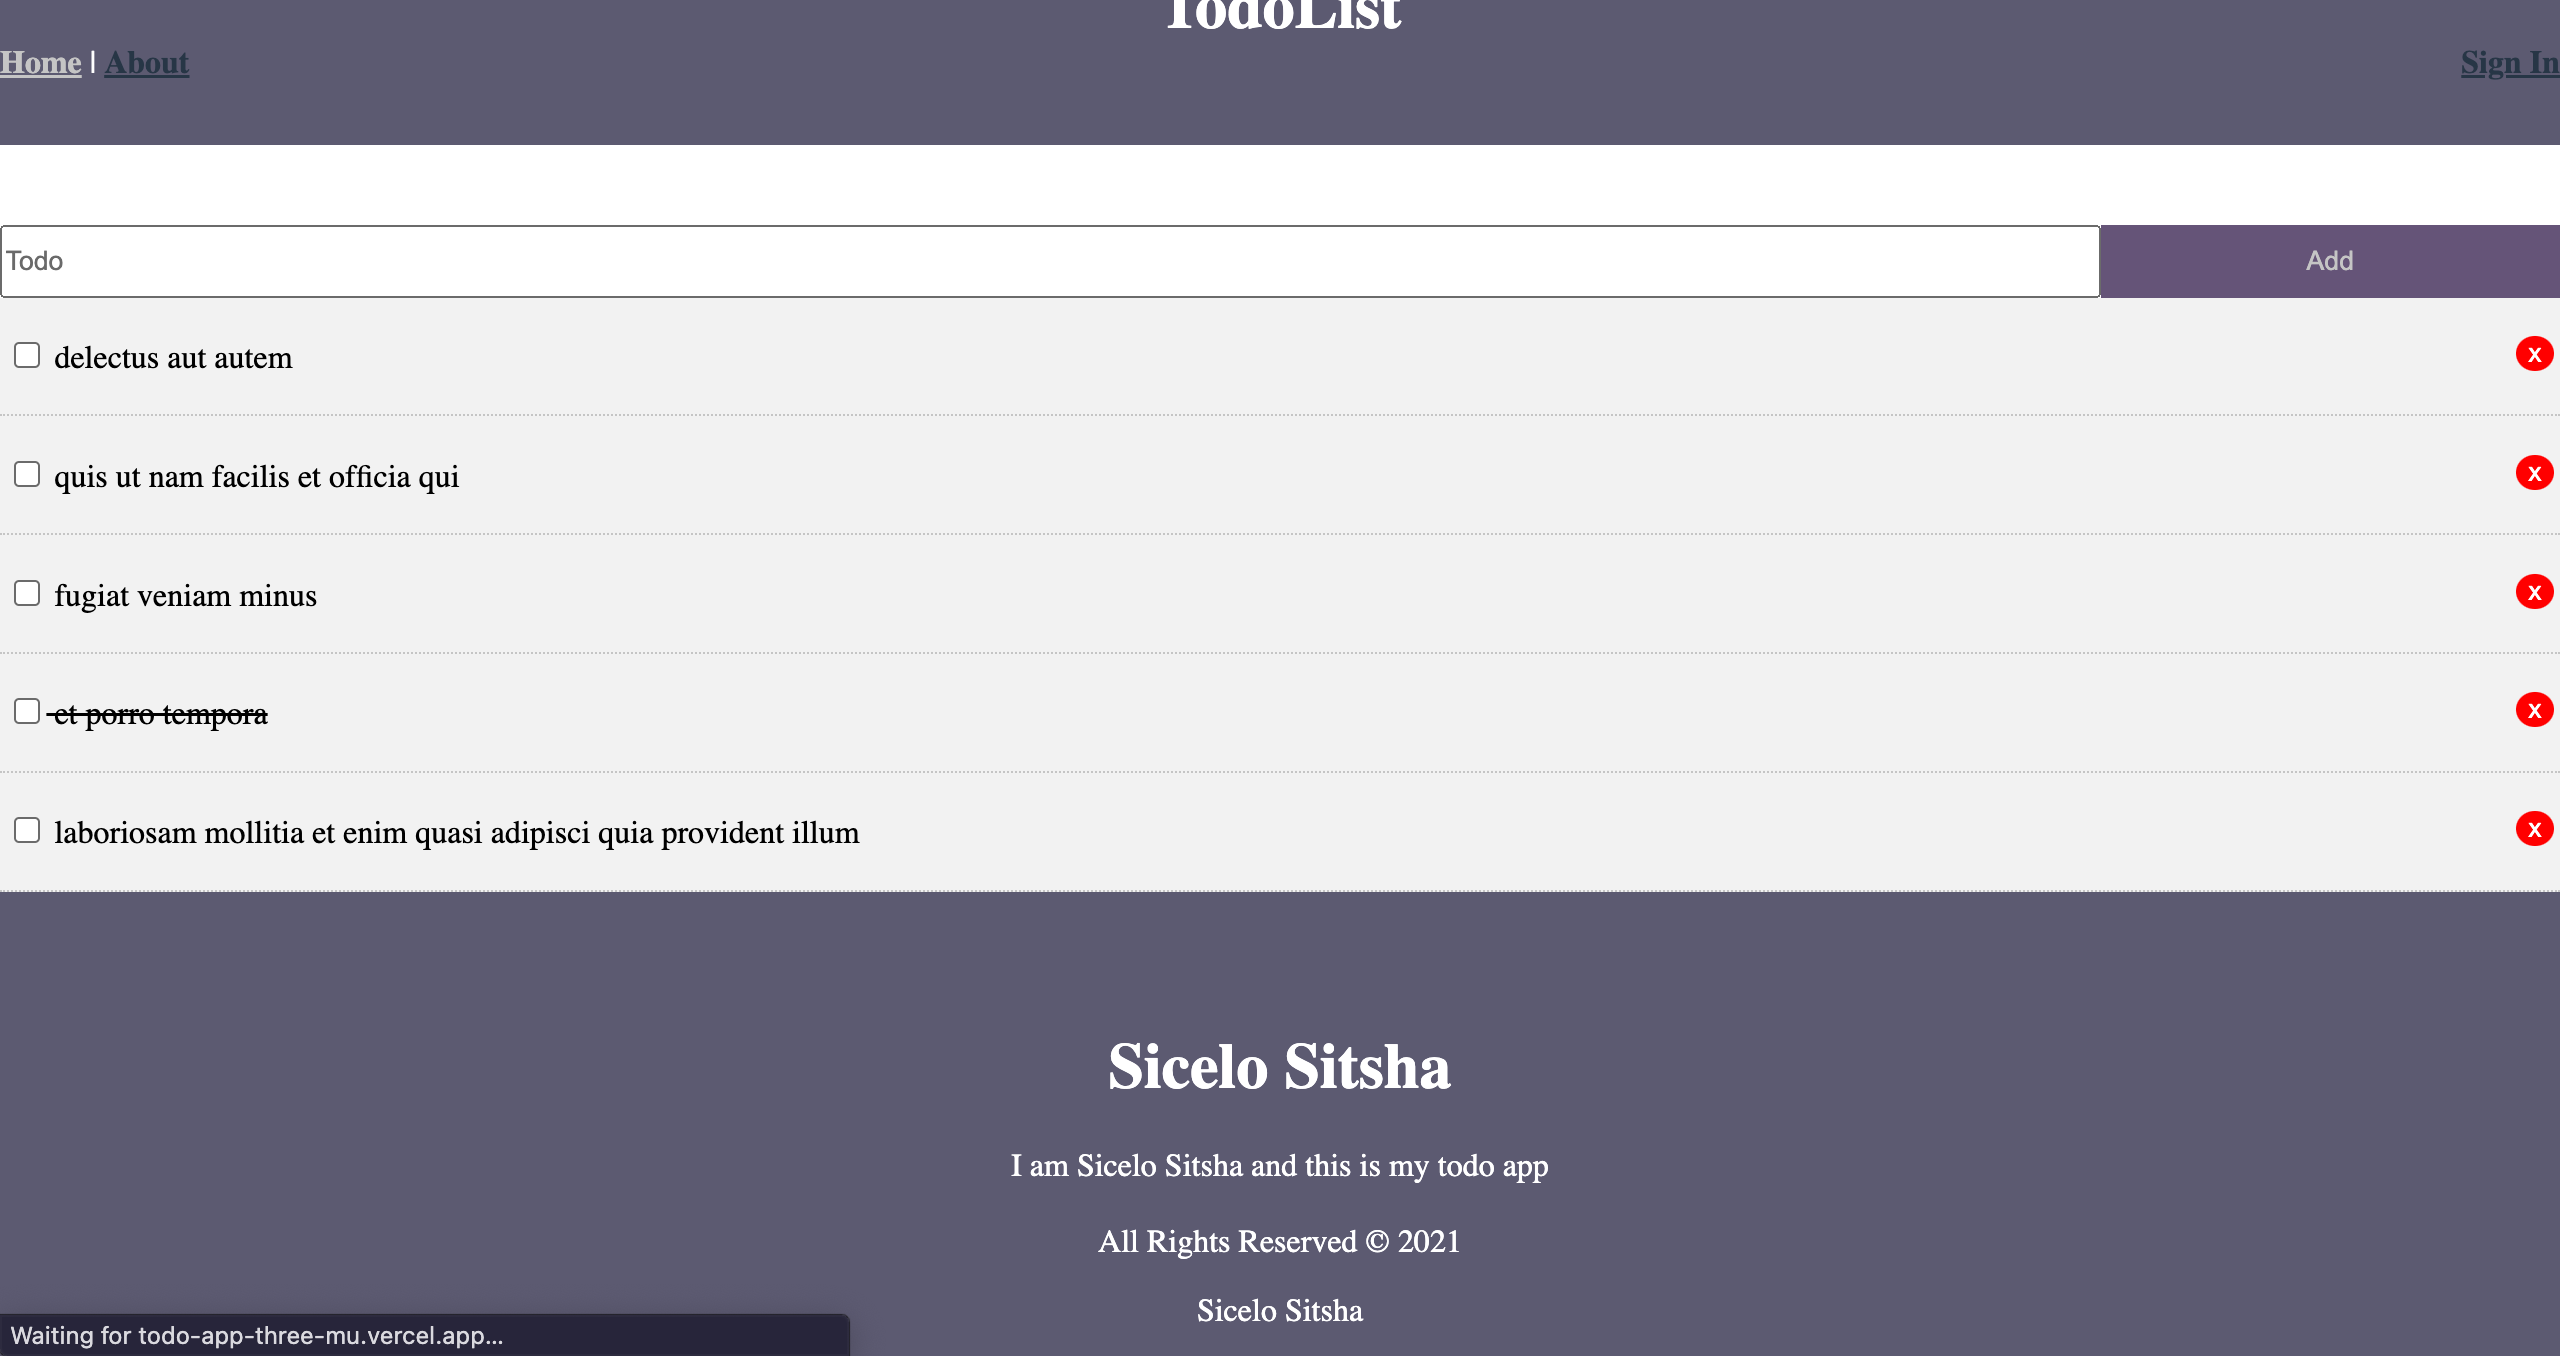 TodoList
Home | About
Sign In
Todo
Add
delectus aut autem
x
quis ut nam facilis et officia qui
x
fugiat veniam minus
x
et porro tempora
x
laboriosam mollitia et enim quasi adipisci quia provident illum
x
Sicelo Sitsha
I am Sicelo Sitsha and this is my todo app
All Rights Reserved © 2021
Sicelo Sitsha
Waiting for todo-app-three-mu.vercel.app...